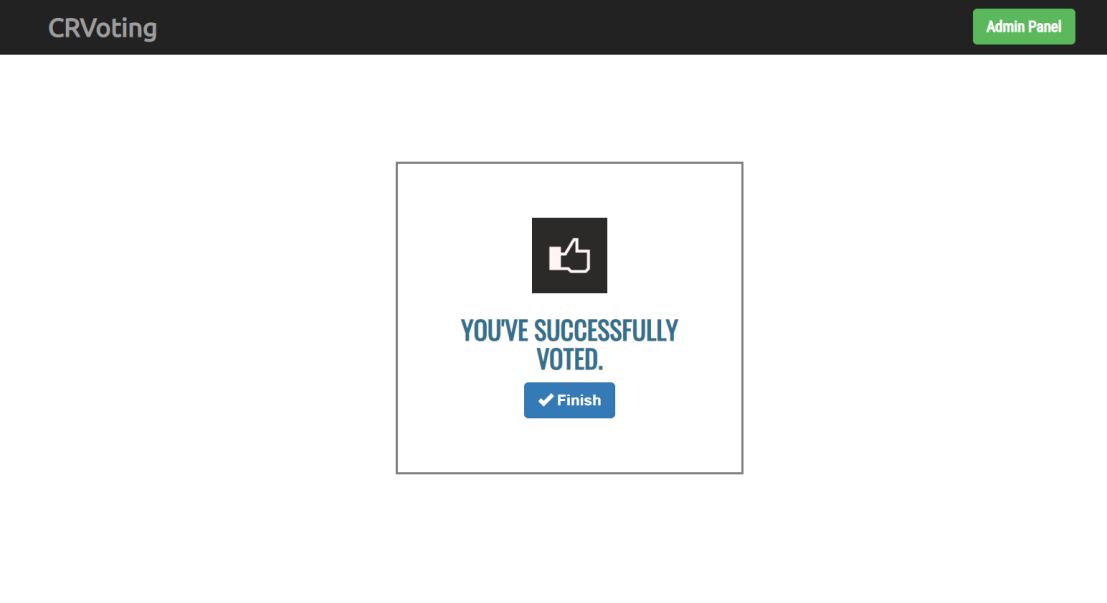 CRVoting
Admin Panel
YOU'VE SUCCESSFULLY
VOTED.
Finish